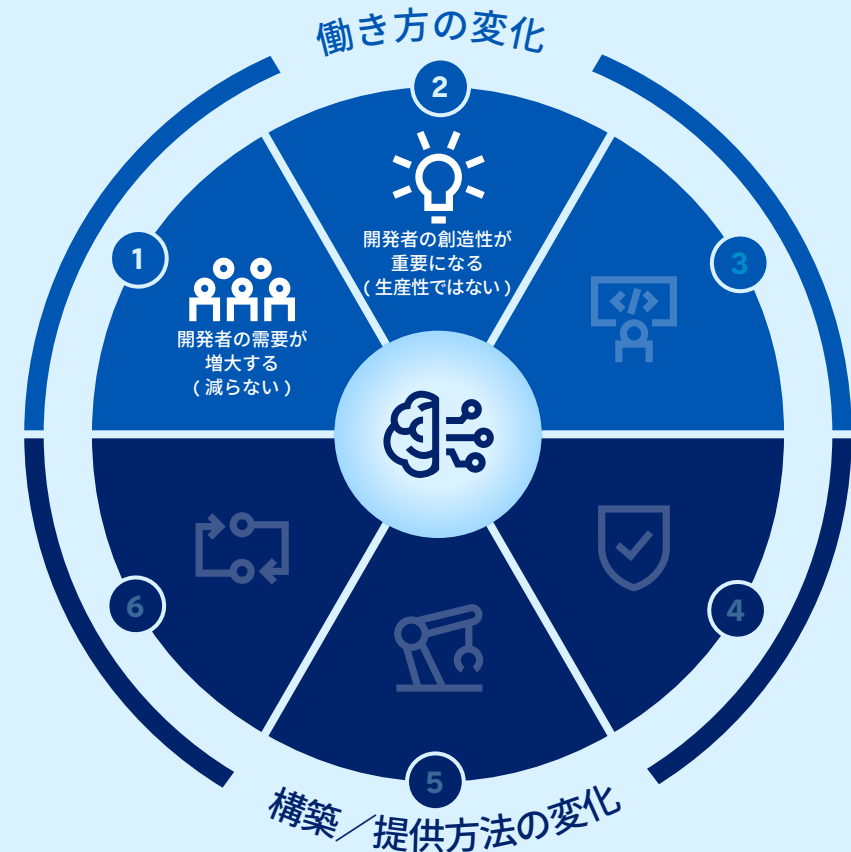 働き方の変化
2
開発者の創造性が
重要になる
(生産性ではない)
1
開発者の需要が
増大する
(減らない)
3
4
5
6
構築／提供方法の変化